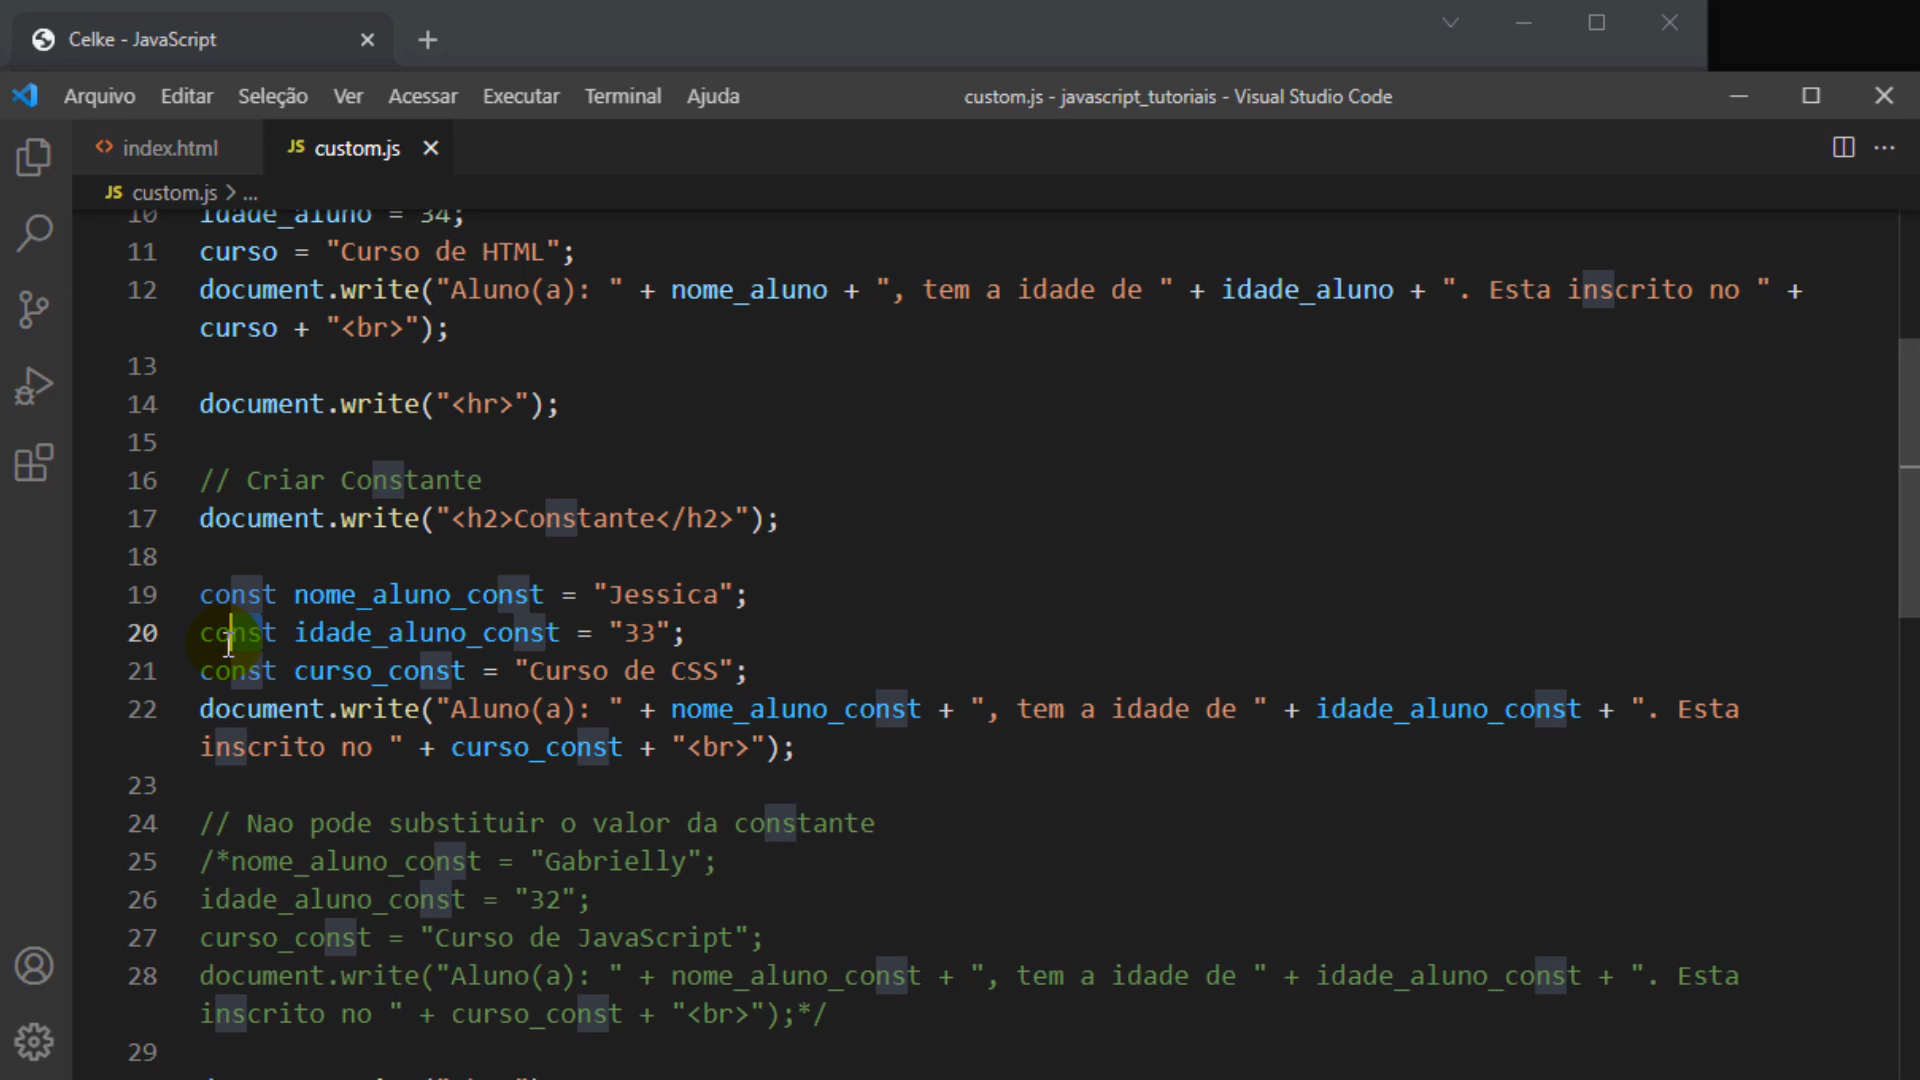 Celke - JavaScript
Arquivo Editar Seleção Ver Acessar Executar Terminal Ajuda custom.js - javascript_tutoriais - Visual Studio Code
index.html JS custom.js
JS custom.js > ...
10 idade_aluno = 34;
11 curso = "Curso de HTML";
12 document.write("Aluno(a): " + nome_aluno + ", tem a idade de " + idade_aluno + ". Esta inscrito no " +
curso + "<br>");
13
14 document.write("<hr>");
15
16 // Criar Constante
17 document.write("<h2>Constante</h2>");
18
19 const nome_aluno_const = "Jessica";
20 const idade_aluno_const = "33";
21 const curso_const = "Curso de CSS";
22 document.write("Aluno(a): " + nome_aluno_const + ", tem a idade de " + idade_aluno_const + ". Esta
inscrito no " + curso_const + "<br>");
23
24 // Nao pode substituir o valor da constante
25 /*nome_aluno_const = "Gabrielly";
26 idade_aluno_const = "32";
27 curso_const = "Curso de JavaScript";
28 document.write("Aluno(a): " + nome_aluno_const + ", tem a idade de " + idade_aluno_const + ". Esta
inscrito no " + curso_const + "<br>");*/
29